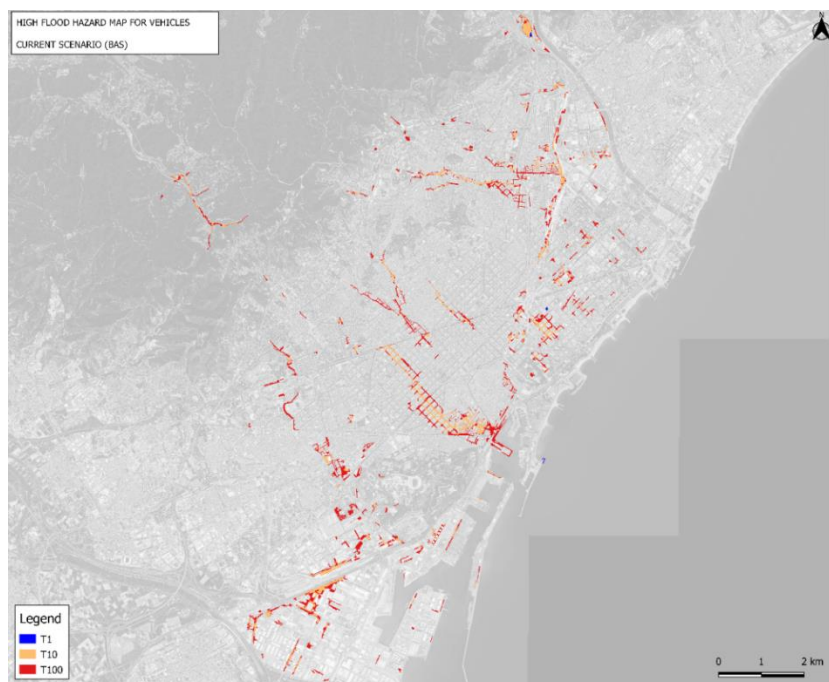 HIGH FLOOD HAZARD MAP FOR VEHICLES
CURRENT SCENARIO (BAS)
N
Legend
T1
T10
T100
0 1 2 km